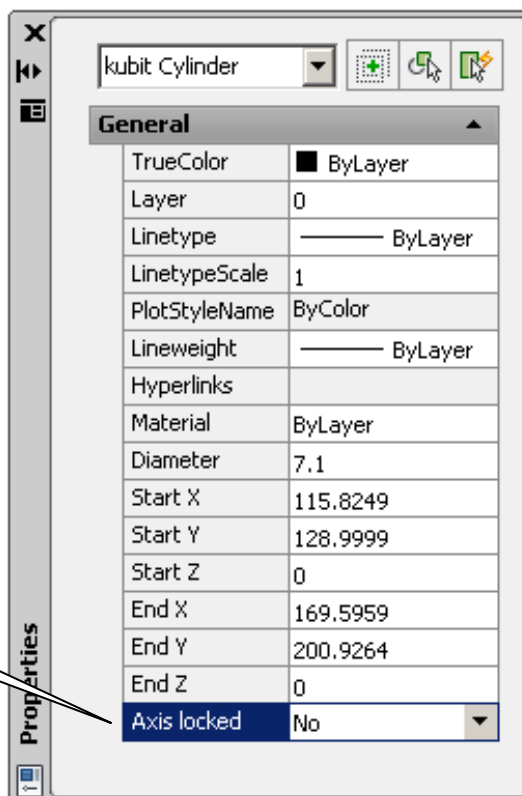 kubit Cylinder
General
TrueColor ByLayer
Layer 0
Linetype ByLayer
LinetypeScale 1
PlotStyleName ByColor
Lineweight ByLayer
Hyperlinks
Material ByLayer
Diameter 7.1
Start X 115.8249
Start Y 128.9999
Start Z 0
End X 169.5959
End Y 200.9264
End Z 0
Axis locked No
Properties